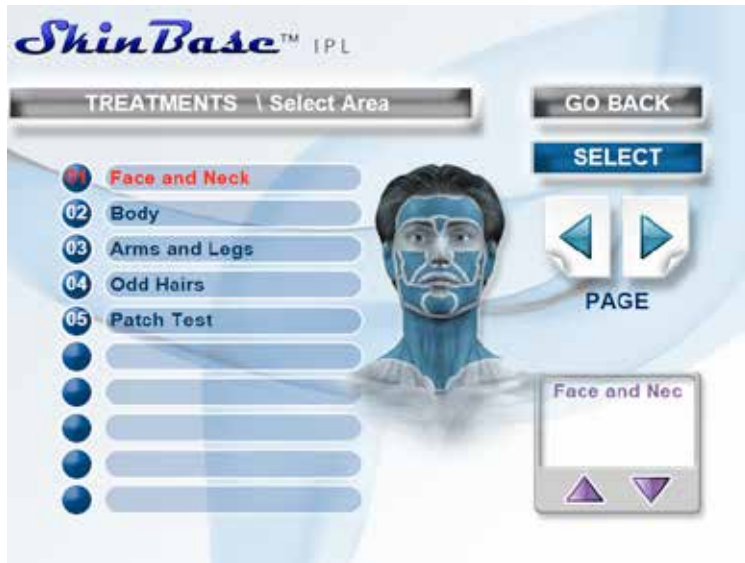 SkinBase™ IPL
TREATMENTS \ Select Area
GO BACK
SELECT
01 Face and Neck
02 Body
03 Arms and Legs
04 Odd Hairs
05 Patch Test
PAGE
Face and Nec